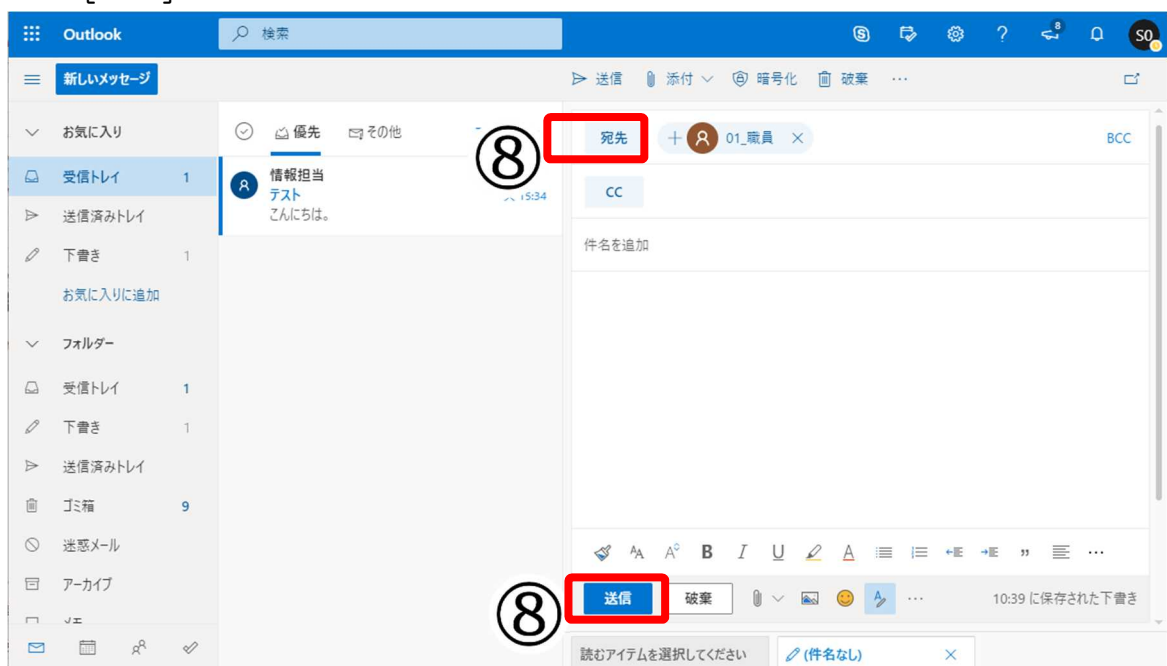 Outlook
検索
8
SO
新しいメッセージ
送信 添付 暗号化 破棄 …
お気に入り
受信トレイ 1
送信済みトレイ
下書き 1
お気に入りに追加
フォルダー
受信トレイ 1
下書き 1
送信済みトレイ
ゴミ箱 9
迷惑メール
アーカイブ
優先 その他
情報担当
テスト 15:34
こんにちは。
⑧
宛先 01_職員 BCC
CC
件名を追加
B I U A
⑧
送信 破棄 10:39 に保存された下書き
読むアイテムを選択してください (件名なし)